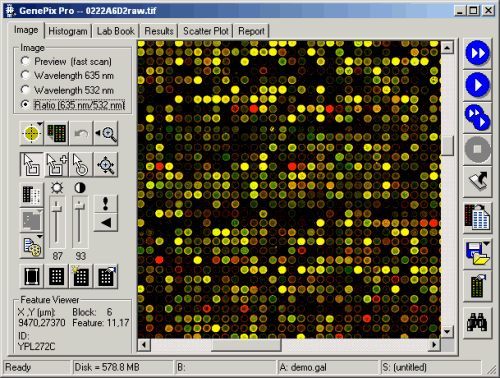 GenePix Pro -- 0222A6D2raw.tif
Image Histogram Lab Book Results Scatter Plot Report
Image
Preview (fast scan)
Wavelength 635 nm
Wavelength 532 nm
Ratio (635 nm/532 nm)
87 93
Feature Viewer
X ,Y (µm): Block: 6
9470,27370 Feature: 11,17
ID:
YPL272C
Ready Disk = 578.8 MB B: A: demo.gal S: (untitled)